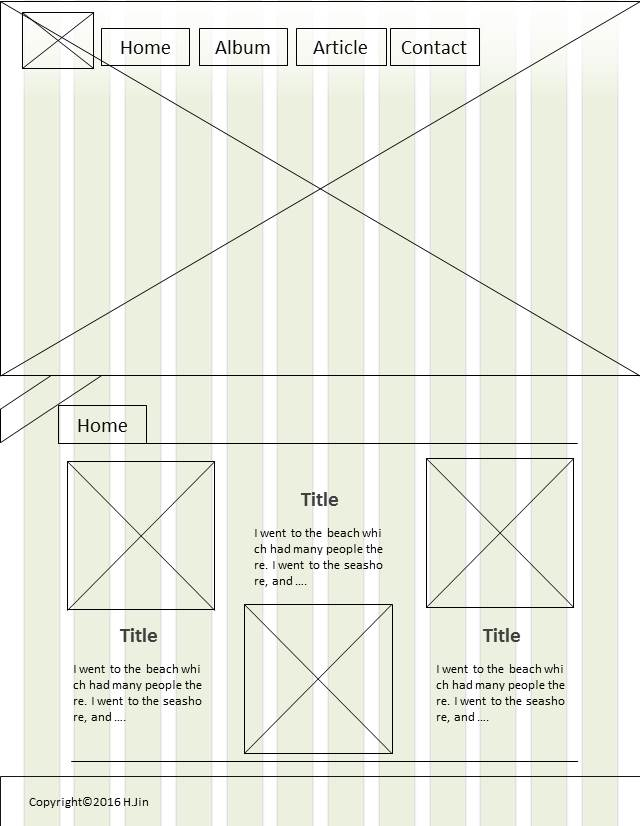 Home Album Article Contact
Home
Title
I went to the beach whi
ch had many people the
re. I went to the seasho
re, and ....
Title
I went to the beach whi
ch had many people the
re. I went to the seasho
re, and ....
Title
I went to the beach whi
ch had many people the
re. I went to the seasho
re, and ....
Copyright©2016 H.Jin